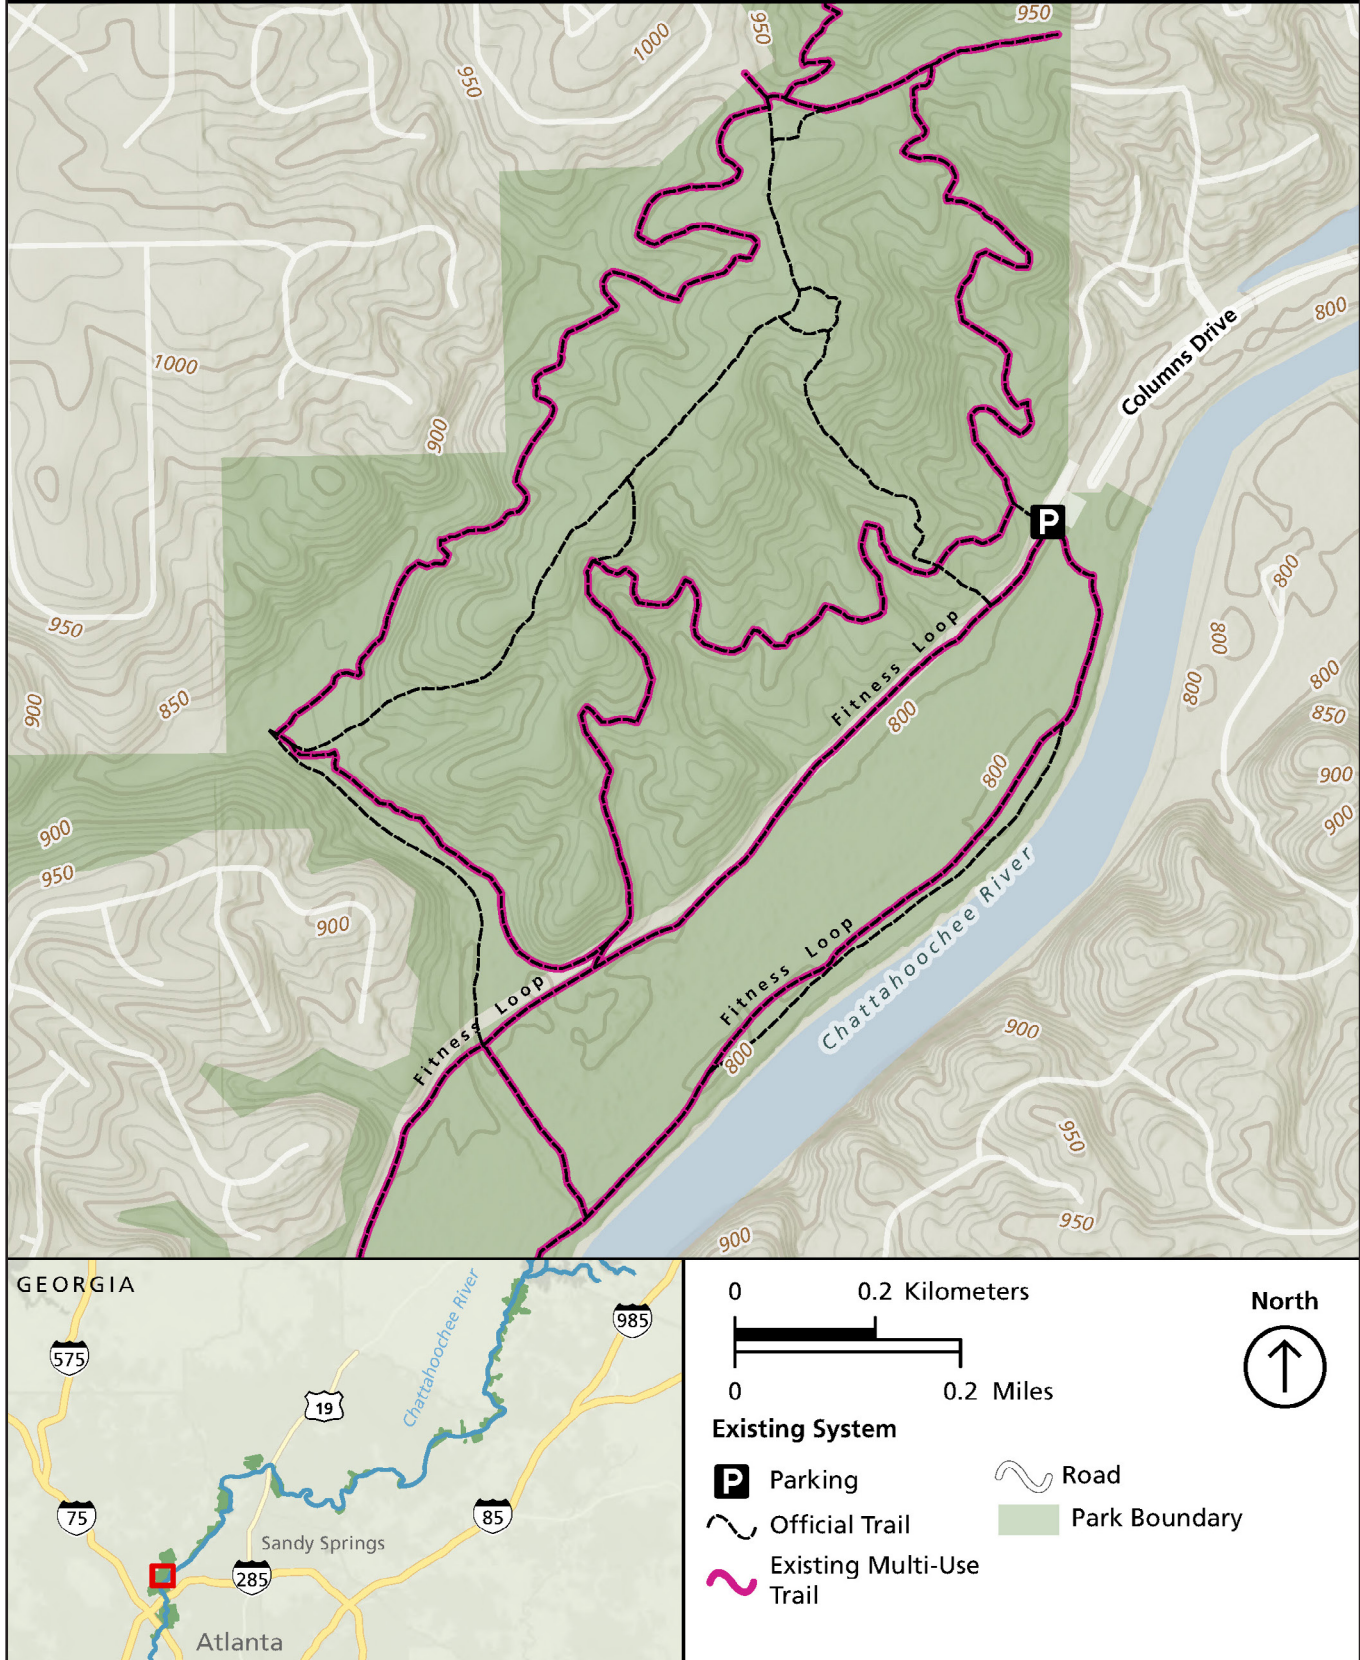 950
950
1000
950
800
Columns Drive
1000
900
P
800
950
800
Fitness Loop
800
800
900
850
800
850
800
900
900
900
950
900
Fitness Loop
Chattahoochee River
Fitness Loop
900
800
950
950
900
GEORGIA
575
Chattahoochee River
985
19
75
85
Sandy Springs
285
Atlanta
0 0.2 Kilometers
0 0.2 Miles
North
Existing System
P Parking
Official Trail
Existing Multi-Use
Trail
Road
Park Boundary